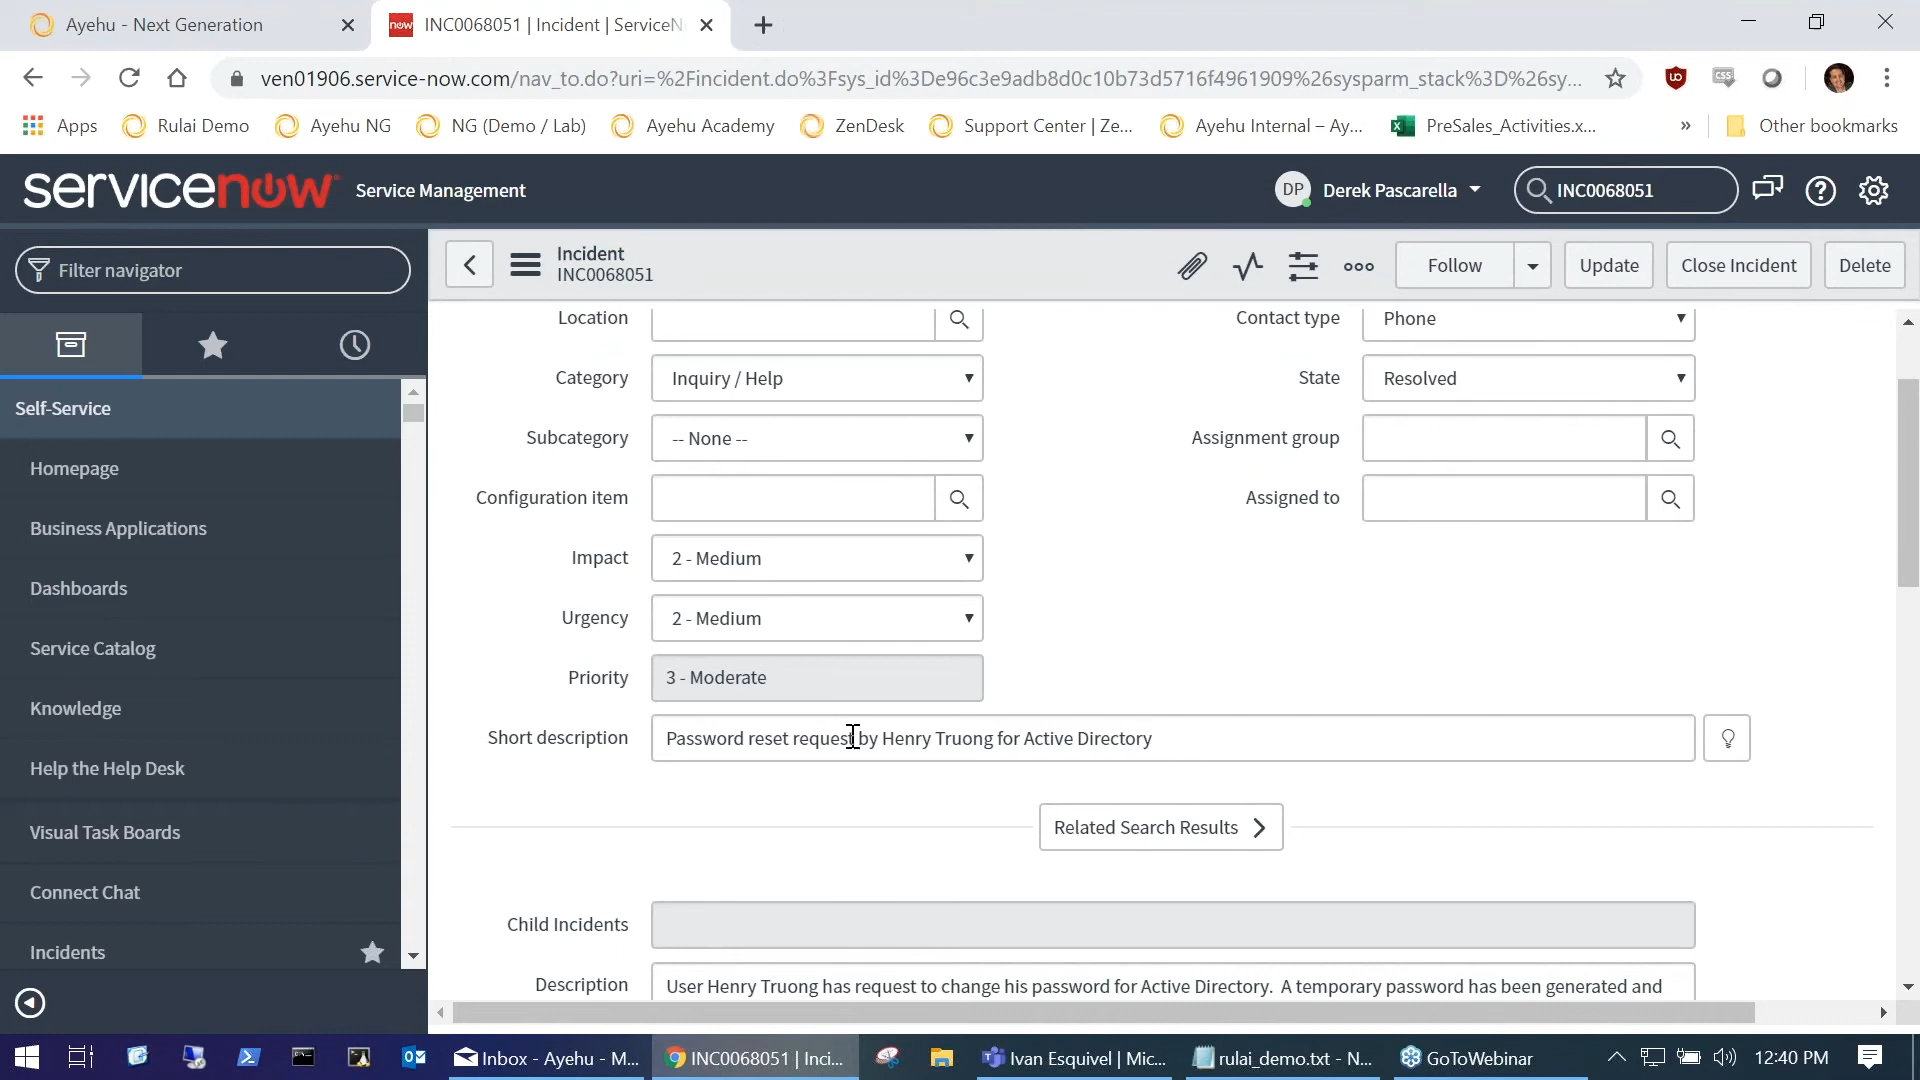 Ayehu - Next Generation
now INC0068051 | Incident | ServiceN
ven01906.service-now.com/nav_to.do?uri=%2Fincident.do%3Fsys_id%3De96c3e9adb8d0c10b73d5716f4961909%26sysparm_stack%3D%26sy...
Apps Rulai Demo Ayehu NG NG (Demo / Lab) Ayehu Academy ZenDesk Support Center | Ze... Ayehu Internal – Ay... PreSales_Activities.x... » Other bookmarks
servicenow Service Management DP Derek Pascarella INC0068051
Filter navigator
Incident
INC0068051
Follow Update Close Incident Delete
Self-Service
Homepage
Business Applications
Dashboards
Service Catalog
Knowledge
Help the Help Desk
Visual Task Boards
Connect Chat
Incidents
Location
Contact type Phone
Category Inquiry / Help
State Resolved
Subcategory -- None --
Assignment group
Configuration item
Assigned to
Impact 2 - Medium
Urgency 2 - Medium
Priority 3 - Moderate
Short description Password reset request by Henry Truong for Active Directory
Related Search Results
Child Incidents
Description User Henry Truong has request to change his password for Active Directory. A temporary password has been generated and
Inbox - Ayehu - M... INC0068051 | Inci... Ivan Esquivel | Mic... rulai_demo.txt - N... GoToWebinar 12:40 PM